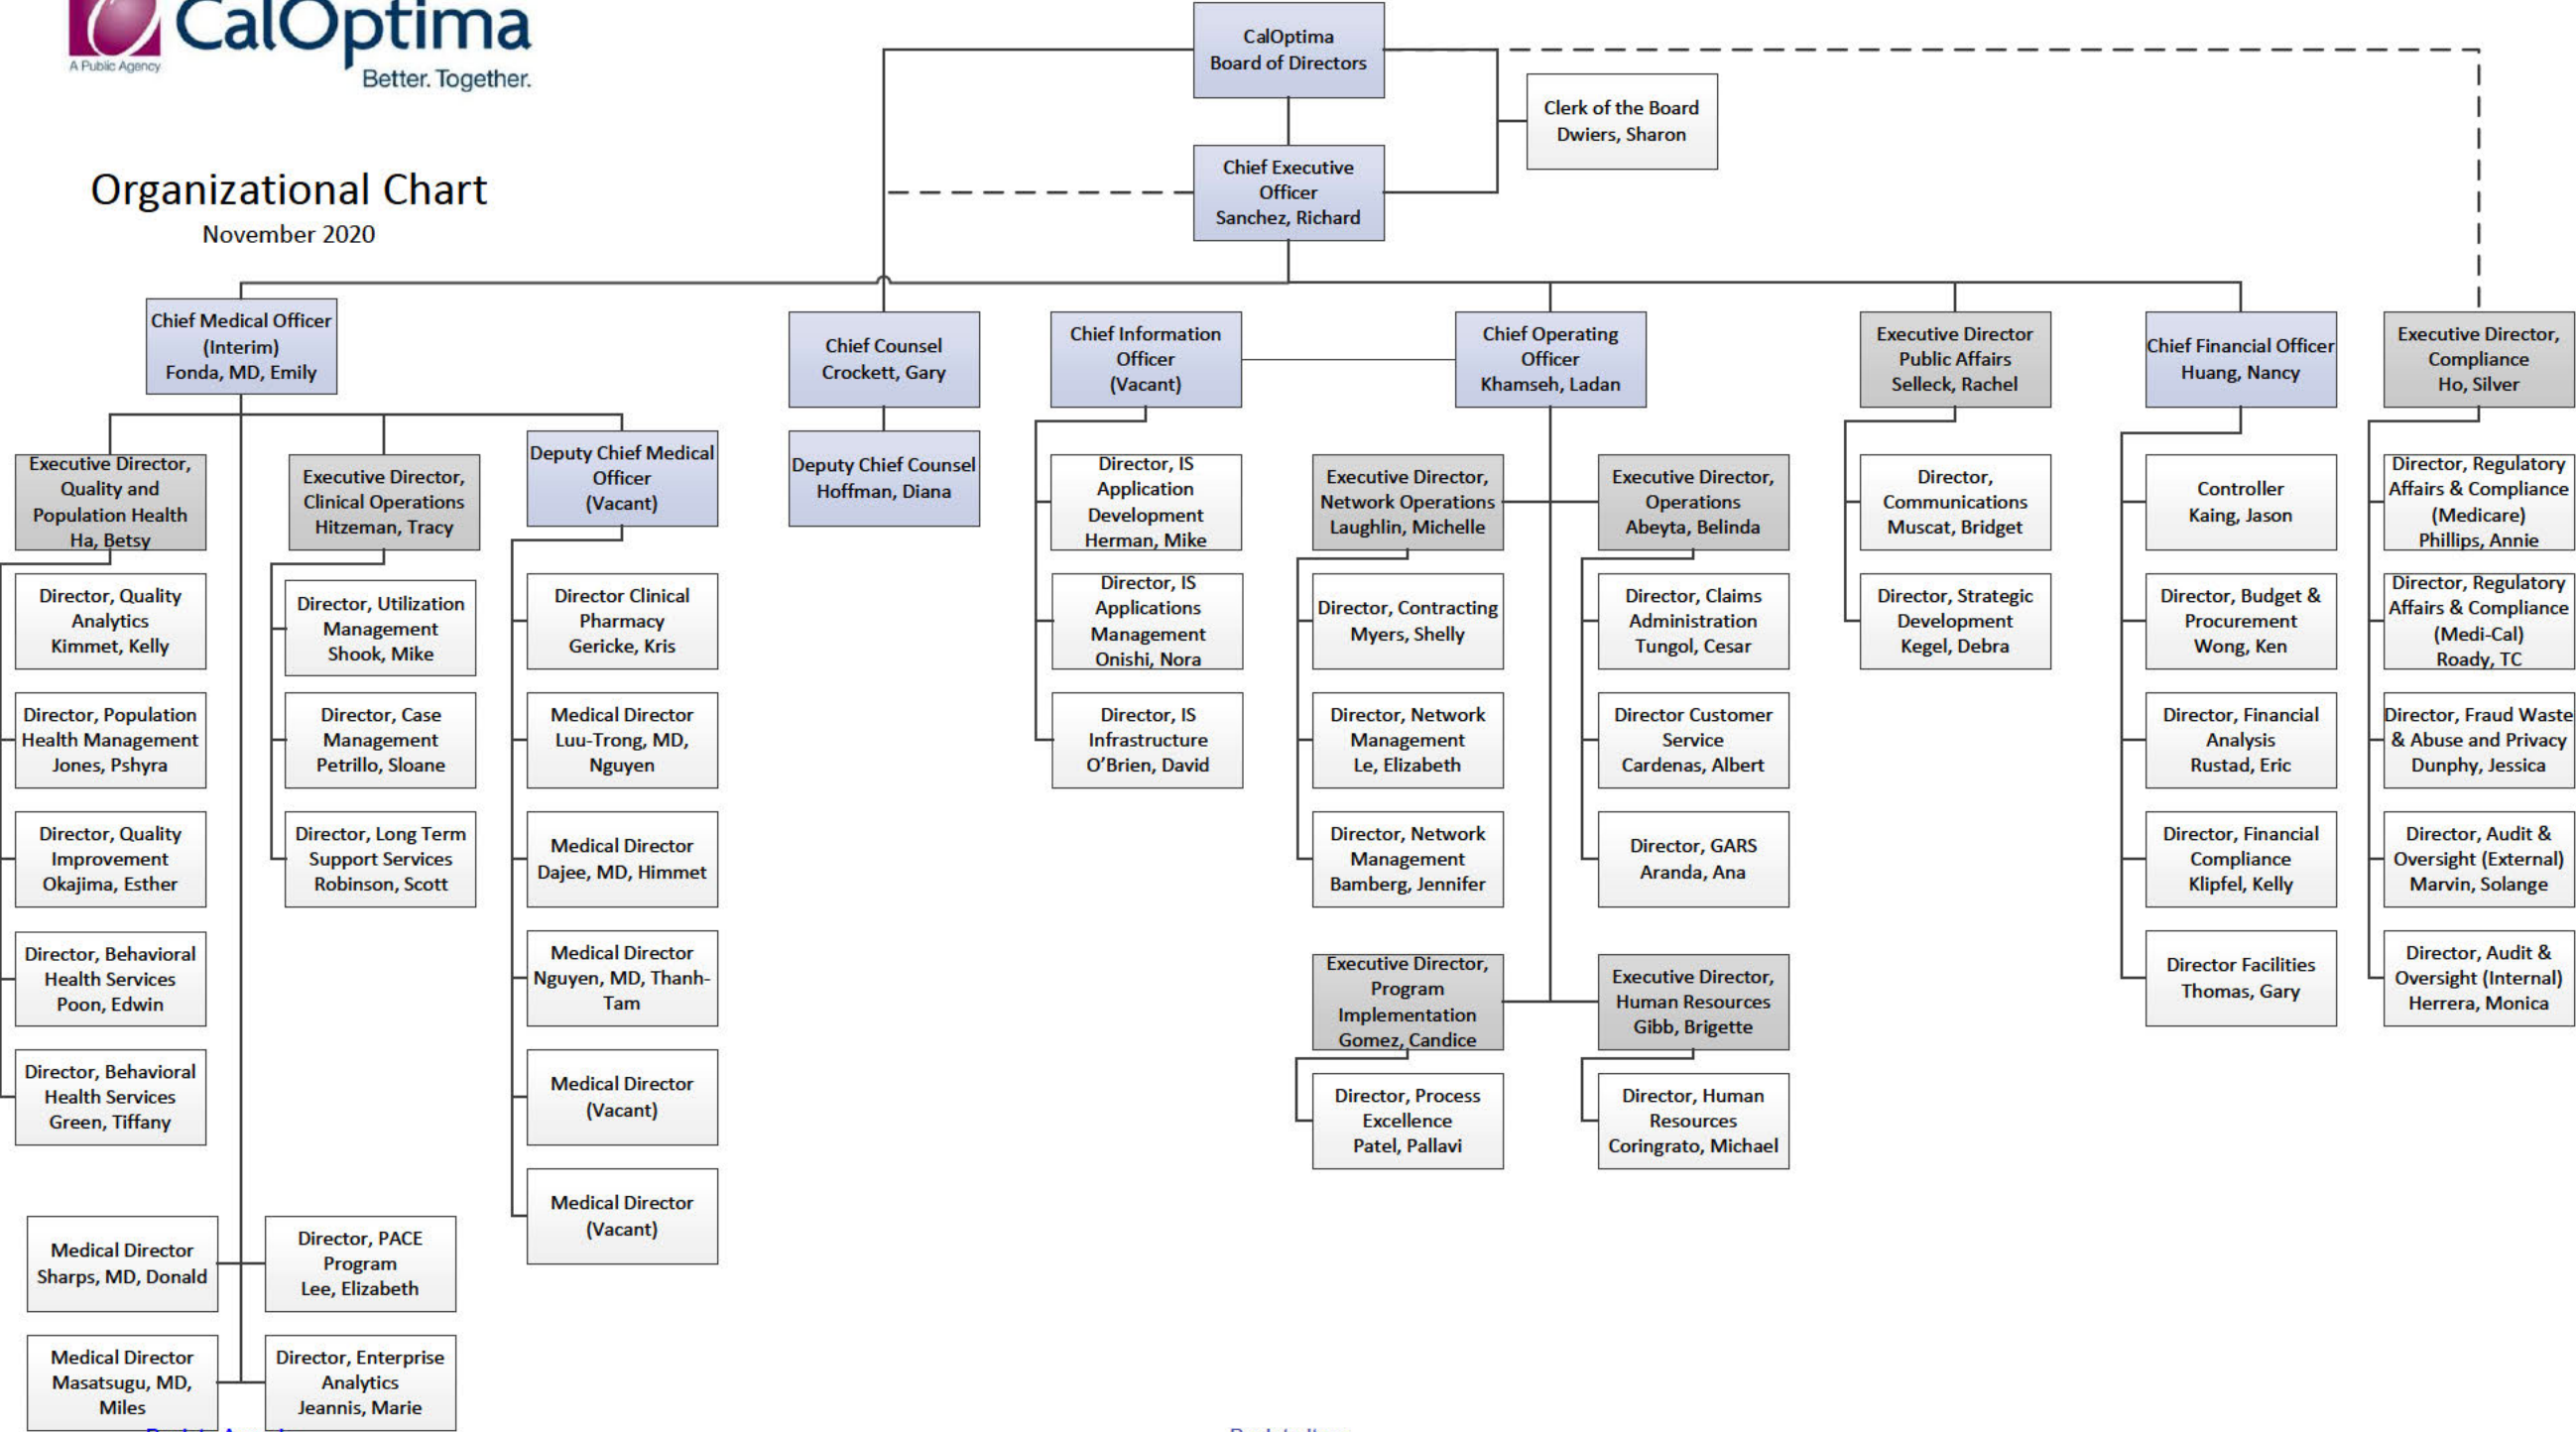 CalOptima
A Public Agency
Better. Together.
Organizational Chart
November 2020
CalOptima
Board of Directors
Clerk of the Board
Dwiers, Sharon
Chief Executive
Officer
Sanchez, Richard
Chief Medical Officer
(Interim)
Fonda, MD, Emily
Chief Counsel
Crockett, Gary
Chief Information
Officer
(Vacant)
Chief Operating
Officer
Khamseh, Ladan
Executive Director
Public Affairs
Selleck, Rachel
Chief Financial Officer
Huang, Nancy
Executive Director,
Compliance
Ho, Silver
Executive Director,
Quality and
Population Health
Ha, Betsy
Director, Quality
Analytics
Kimmet, Kelly
Director, Population
Health Management
Jones, Pshyra
Director, Quality
Improvement
Okajima, Esther
Director, Behavioral
Health Services
Poon, Edwin
Director, Behavioral
Health Services
Green, Tiffany
Executive Director,
Clinical Operations
Hitzeman, Tracy
Director, Utilization
Management
Shook, Mike
Director, Case
Management
Petrillo, Sloane
Director, Long Term
Support Services
Robinson, Scott
Deputy Chief Medical
Officer
(Vacant)
Director Clinical
Pharmacy
Gericke, Kris
Medical Director
Luu-Trong, MD,
Nguyen
Medical Director
Dajee, MD, Himmet
Medical Director
Nguyen, MD, Thanh-
Tam
Medical Director
(Vacant)
Medical Director
(Vacant)
Medical Director
Sharps, MD, Donald
Director, PACE
Program
Lee, Elizabeth
Medical Director
Masatsugu, MD,
Miles
Director, Enterprise
Analytics
Jeannis, Marie
Deputy Chief Counsel
Hoffman, Diana
Director, IS
Application
Development
Herman, Mike
Director, IS
Applications
Management
Onishi, Nora
Director, IS
Infrastructure
O'Brien, David
Executive Director,
Network Operations
Laughlin, Michelle
Director, Contracting
Myers, Shelly
Director, Network
Management
Le, Elizabeth
Director, Network
Management
Bamberg, Jennifer
Executive Director,
Operations
Abeyta, Belinda
Director, Claims
Administration
Tungol, Cesar
Director Customer
Service
Cardenas, Albert
Director, GARS
Aranda, Ana
Executive Director,
Program
Implementation
Gomez, Candice
Director, Process
Excellence
Patel, Pallavi
Executive Director,
Human Resources
Gibb, Brigette
Director, Human
Resources
Coringrato, Michael
Director,
Communications
Muscat, Bridget
Director, Strategic
Development
Kegel, Debra
Controller
Kaing, Jason
Director, Budget &
Procurement
Wong, Ken
Director, Financial
Analysis
Rustad, Eric
Director, Financial
Compliance
Klipfel, Kelly
Director Facilities
Thomas, Gary
Director, Regulatory
Affairs & Compliance
(Medicare)
Phillips, Annie
Director, Regulatory
Affairs & Compliance
(Medi-Cal)
Roady, TC
Director, Fraud Waste
& Abuse and Privacy
Dunphy, Jessica
Director, Audit &
Oversight (External)
Marvin, Solange
Director, Audit &
Oversight (Internal)
Herrera, Monica